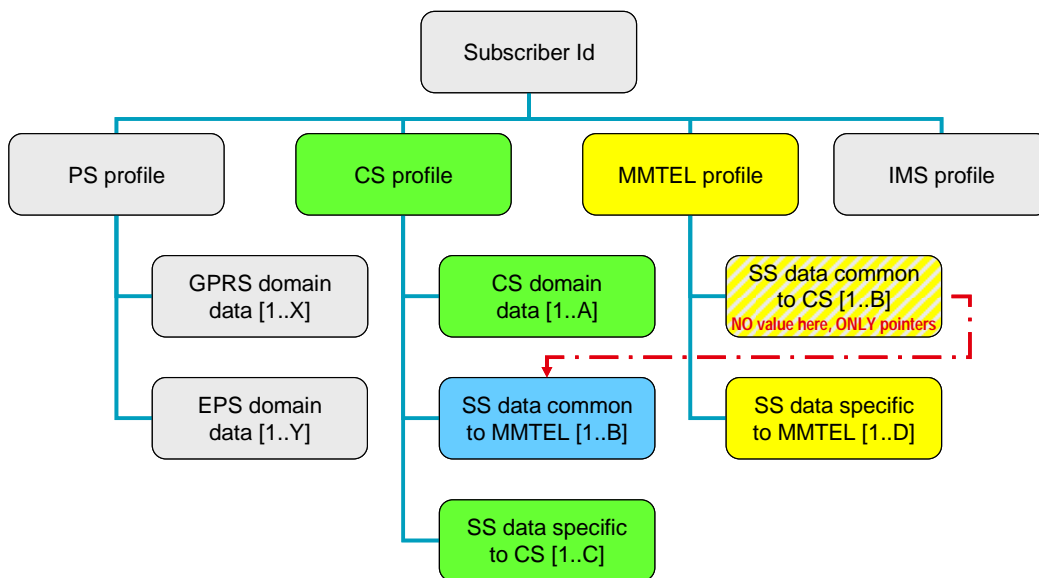 Subscriber Id
PS profile
CS profile
MMTEL profile
IMS profile
GPRS domain
data [1..X]
CS domain
data [1..A]
SS data common
to CS [1..B]
NO value here, ONLY pointers
EPS domain
data [1..Y]
SS data common
to MMTEL [1..B]
SS data specific
to MMTEL [1..D]
SS data specific
to CS [1..C]